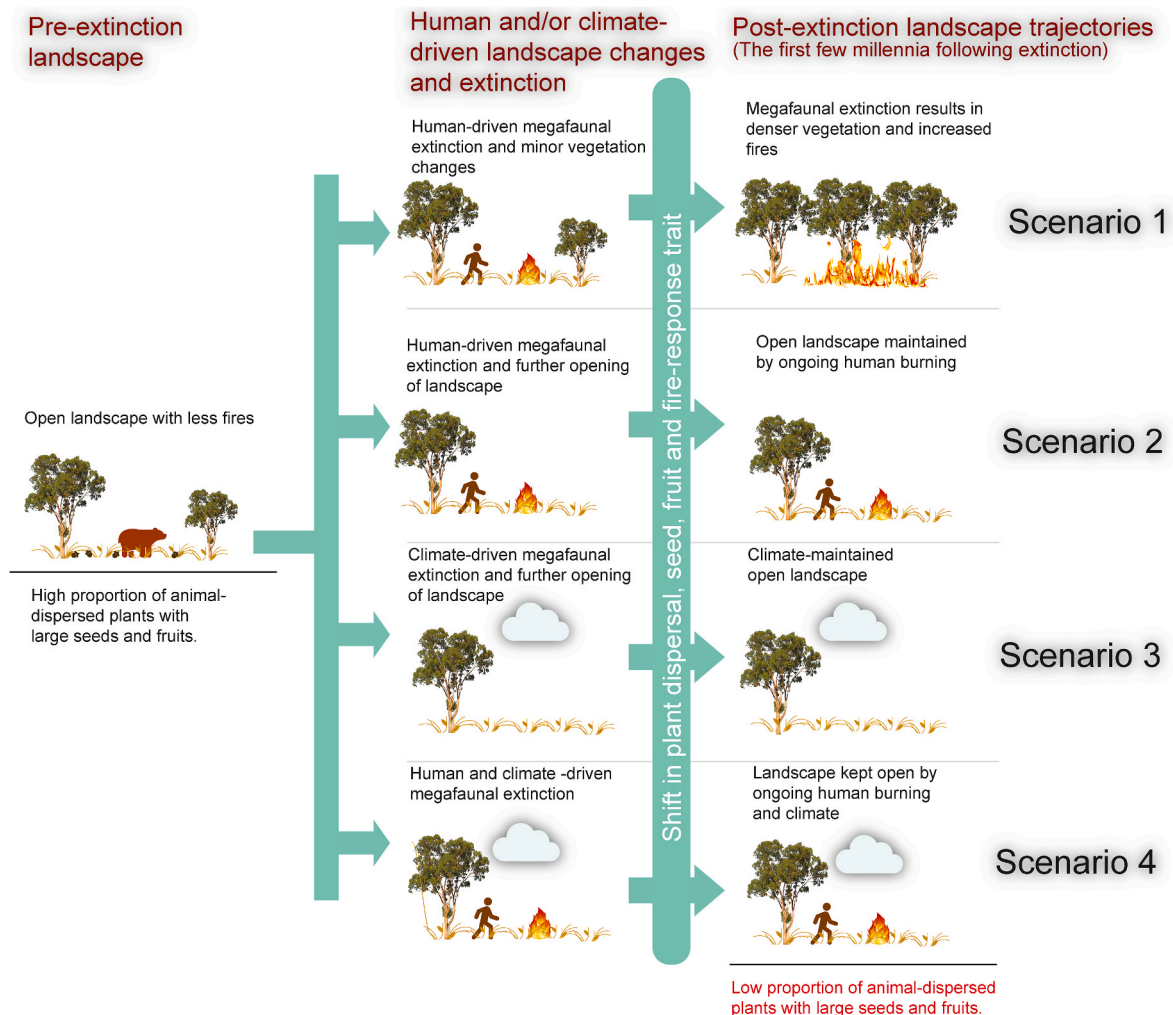 Pre-extinction
landscape
Human and/or climate-
driven landscape changes
and extinction
Post-extinction landscape trajectories
(The first few millennia following extinction)
Open landscape with less fires
High proportion of animal-
dispersed plants with
large seeds and fruits.
Human-driven megafaunal
extinction and minor vegetation
changes
Megafaunal extinction results in
denser vegetation and increased
fires
Scenario 1
Human-driven megafaunal
extinction and further opening
of landscape
Open landscape maintained
by ongoing human burning
Scenario 2
Climate-driven megafaunal
extinction and further opening
of landscape
Climate-maintained
open landscape
Scenario 3
Human and climate -driven
megafaunal extinction
Landscape kept open by
ongoing human burning
and climate
Scenario 4
Shift in plant dispersal, seed, fruit and fire-response trait
Low proportion of animal-dispersed
plants with large seeds and fruits.